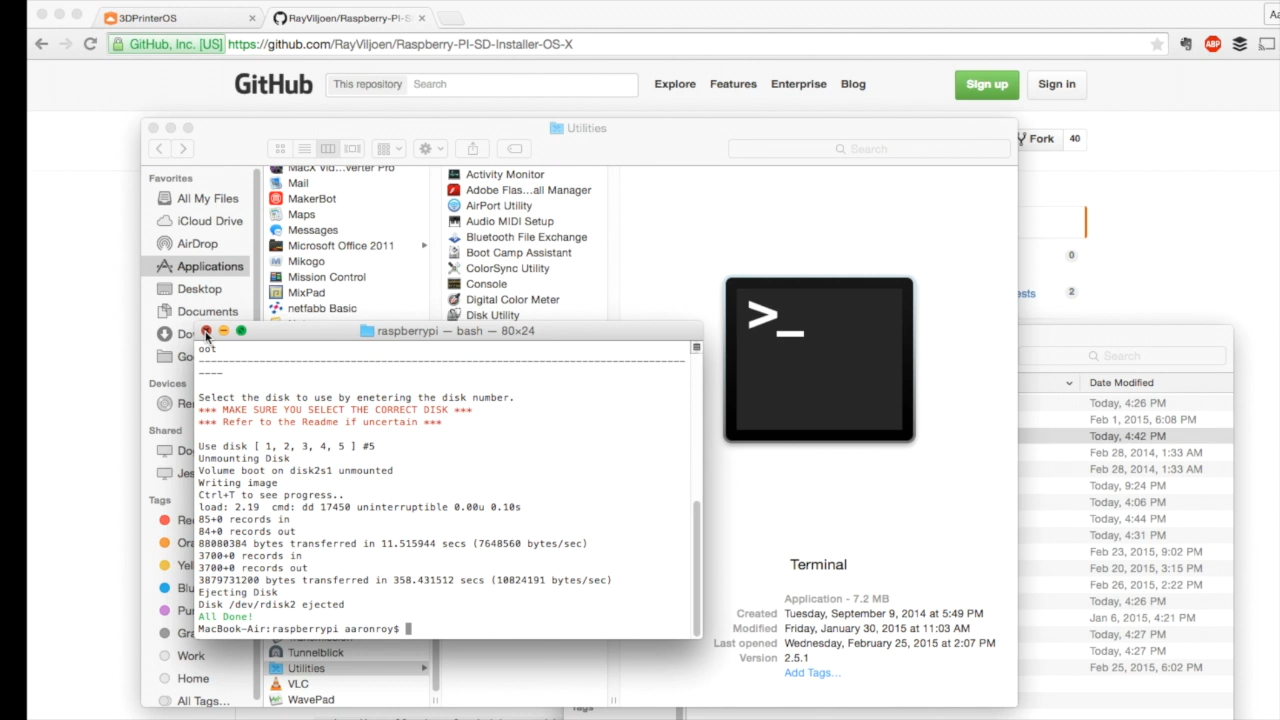 3DPrinterOS
RayViljoen/Raspberry-PI-S
GitHub, Inc. [US] https://github.com/RayViljoen/Raspberry-PI-SD-Installer-OS-X
ABP
GitHub This repository Search Explore Features Enterprise Blog Sign up Sign in
Fork 40
0
2
Utilities
Search
Favorites
All My Files
iCloud Drive
AirDrop
Applications
Desktop
Documents
Devices
Shared
Tags
Work
Home
All Tags...
Mail
MakerBot
Maps
Messages
Microsoft Office 2011
Mikogo
Mission Control
MixPad
netfabb Basic
Tunnelblick
Utilities
VLC
WavePad
Activity Monitor
Adobe Flas...all Manager
AirPort Utility
Audio MIDI Setup
Bluetooth File Exchange
Boot Camp Assistant
ColorSync Utility
Console
Digital Color Meter
Disk Utility
>_
Terminal
Application - 7.2 MB
Created Tuesday, September 9, 2014 at 5:49 PM
Modified Friday, January 30, 2015 at 11:03 AM
Last opened Wednesday, February 25, 2015 at 2:07 PM
Version 2.5.1
Add Tags...
raspberrypi — bash — 80×24
oot
--------------------------------------------------------------------------------
----
Select the disk to use by enetering the disk number.
*** MAKE SURE YOU SELECT THE CORRECT DISK ***
*** Refer to the Readme if uncertain ***
Use disk [ 1, 2, 3, 4, 5 ] #5
Unmounting Disk
Volume boot on disk2s1 unmounted
Writing image
Ctrl+T to see progress..
load: 2.19 cmd: dd 17450 uninterruptible 0.00u 0.10s
85+0 records in
84+0 records out
88080384 bytes transferred in 11.515944 secs (7648560 bytes/sec)
3700+0 records in
3700+0 records out
3879731200 bytes transferred in 358.431512 secs (10824191 bytes/sec)
Ejecting Disk
Disk /dev/rdisk2 ejected
All Done!
MacBook-Air:raspberrypi aaronroy$
Search
Date Modified
Today, 4:26 PM
Feb 1, 2015, 6:08 PM
Today, 4:42 PM
Feb 28, 2014, 1:33 AM
Feb 28, 2014, 1:33 AM
Today, 9:24 PM
Today, 4:06 PM
Today, 4:44 PM
Today, 4:31 PM
Feb 23, 2015, 9:02 PM
Feb 20, 2015, 3:15 PM
Feb 26, 2015, 2:22 PM
Today, 4:26 PM
Jan 6, 2015, 4:21 PM
Today, 4:27 PM
Today, 4:27 PM
Feb 25, 2015, 6:02 PM